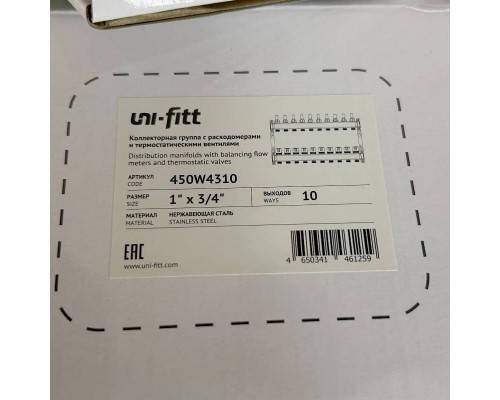 uni-fitt
Коллекторная группа с расходомерами
и термостатическими вентилями
Distribution manifolds with balancing flow
meters and thermostatic valves
АРТИКУЛ
CODE
450W4310
РАЗМЕР
SIZE
1" x 3/4"
ВЫХОДОВ
WAYS
10
МАТЕРИАЛ
MATERIAL
НЕРЖАВЕЮЩАЯ СТАЛЬ
STAINLESS STEEL
EAC
www.uni-fitt.com
4 650341 461259